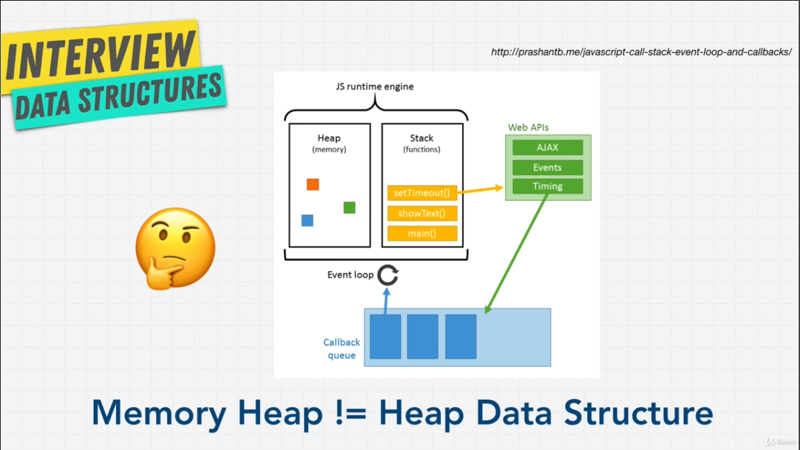 INTERVIEW
DATA STRUCTURES
http://prashantb.me/javascript-call-stack-event-loop-and-callbacks/
JS runtime engine
Heap
(memory)
Stack
(functions)
setTimeout()
showText()
main()
Web APIs
AJAX
Events
Timing
Event loop
Callback
queue
Memory Heap != Heap Data Structure
Udemy